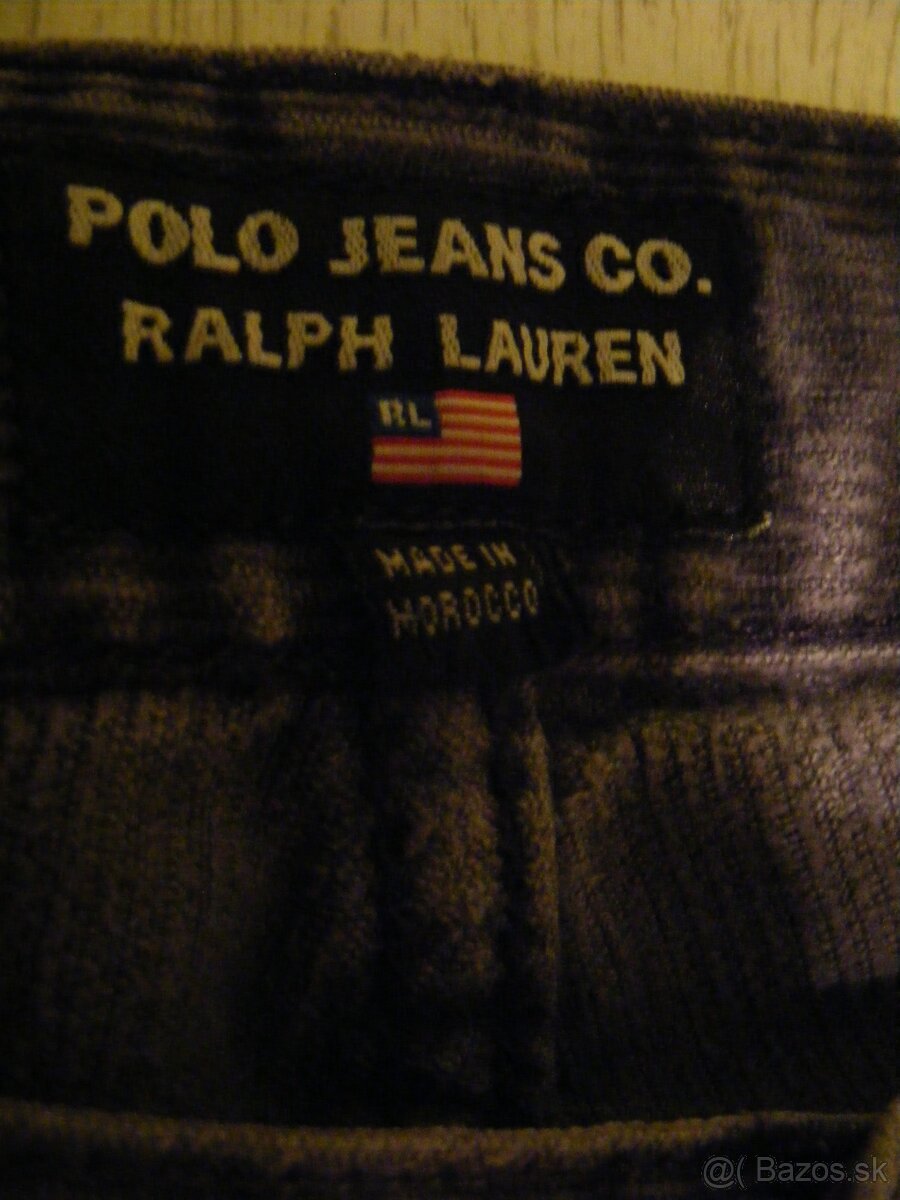 POLO JEANS CO.
RALPH LAUREN
RL
MADE IN
MOROCCO
@( Bazos.sk